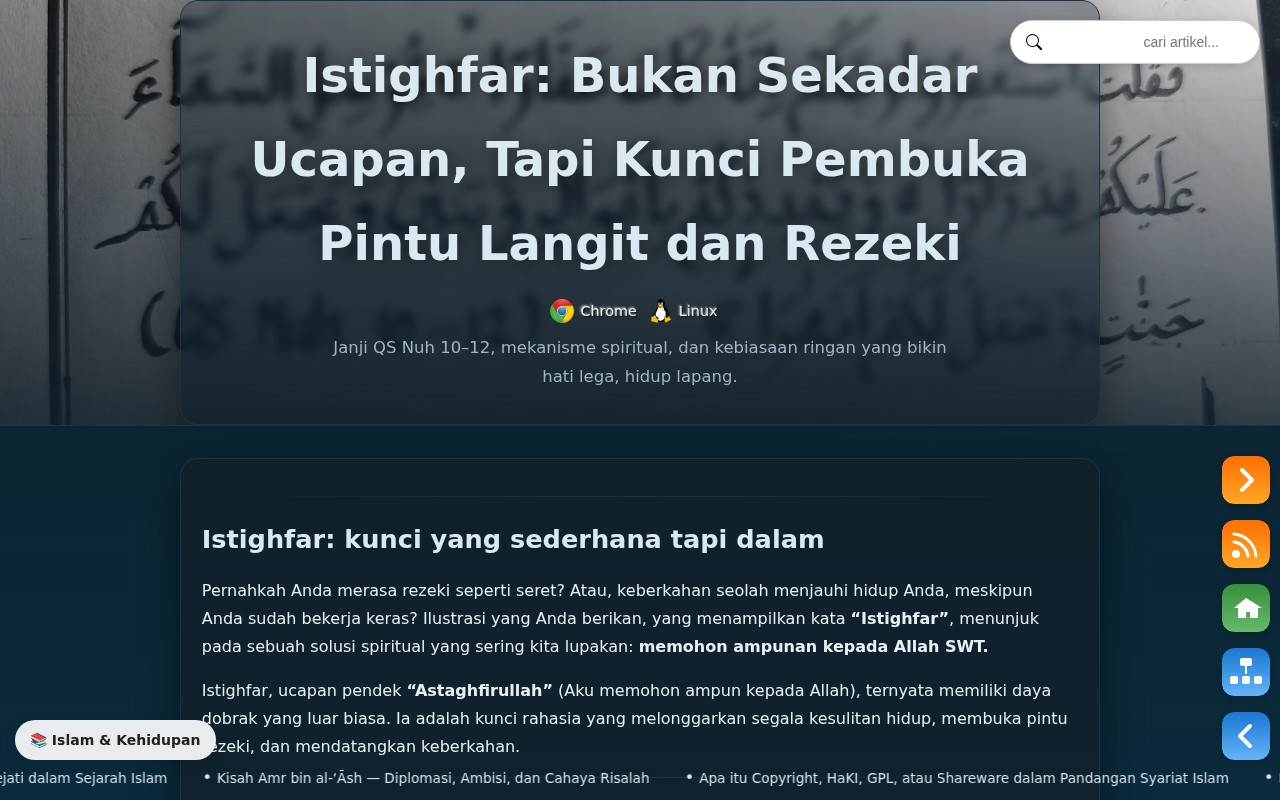 cari artikel...
Istighfar: Bukan Sekadar
Ucapan, Tapi Kunci Pembuka
Pintu Langit dan Rezeki
Chrome Linux
Janji QS Nuh 10–12, mekanisme spiritual, dan kebiasaan ringan yang bikin
hati lega, hidup lapang.
Istighfar: kunci yang sederhana tapi dalam
Pernahkah Anda merasa rezeki seperti seret? Atau, keberkahan seolah menjauhi hidup Anda, meskipun
Anda sudah bekerja keras? Ilustrasi yang Anda berikan, yang menampilkan kata “Istighfar”, menunjuk
pada sebuah solusi spiritual yang sering kita lupakan: memohon ampunan kepada Allah SWT.
Istighfar, ucapan pendek “Astaghfirullah” (Aku memohon ampun kepada Allah), ternyata memiliki daya
dobrak yang luar biasa. Ia adalah kunci rahasia yang melonggarkan segala kesulitan hidup, membuka pintu
ezeki, dan mendatangkan keberkahan.
📚 Islam & Kehidupan
ejati dalam Sejarah Islam • Kisah Amr bin al-‘Āsh — Diplomasi, Ambisi, dan Cahaya Risalah • Apa itu Copyright, HaKI, GPL, atau Shareware dalam Pandangan Syariat Islam •